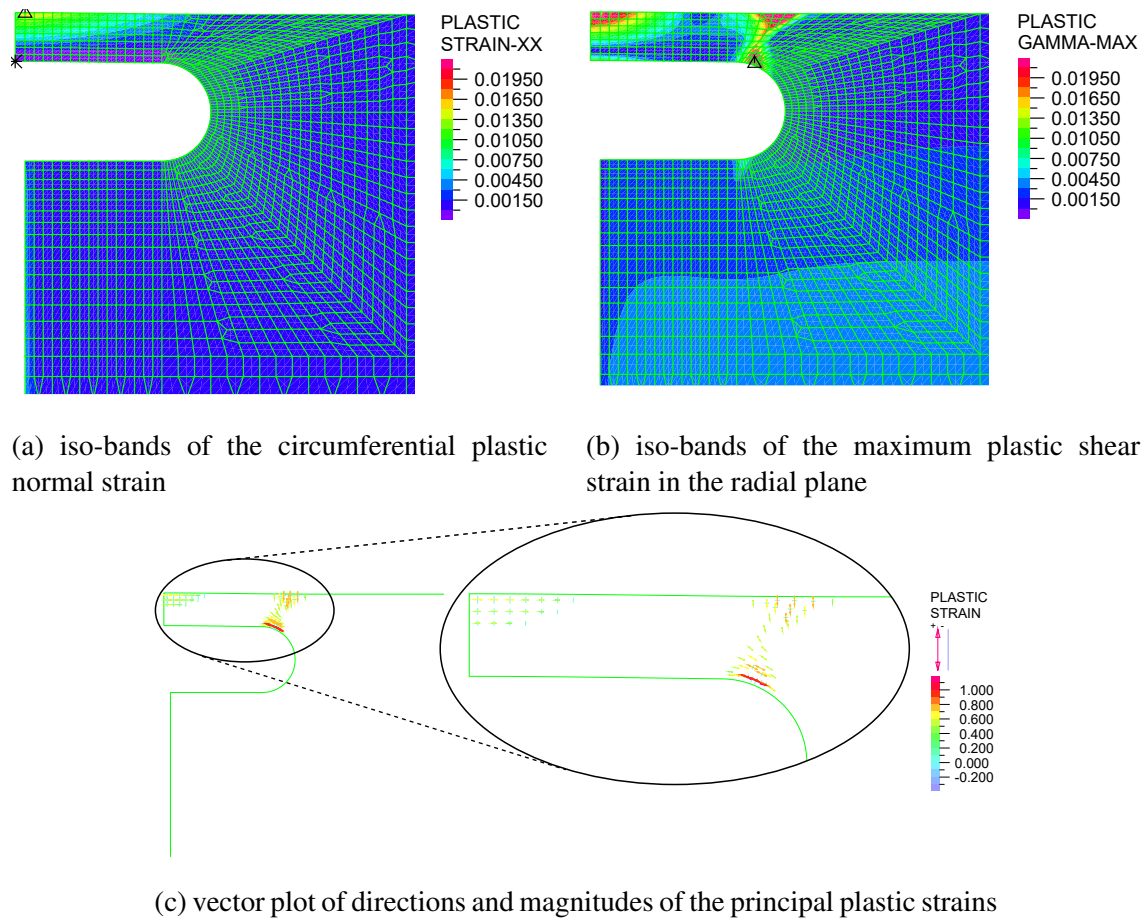 PLASTIC
STRAIN-XX
0.01950
0.01650
0.01350
0.01050
0.00750
0.00450
0.00150
PLASTIC
GAMMA-MAX
0.01950
0.01650
0.01350
0.01050
0.00750
0.00450
0.00150
(a) iso-bands of the circumferential plastic
normal strain
(b) iso-bands of the maximum plastic shear
strain in the radial plane
PLASTIC
STRAIN
+ -
1.000
0.800
0.600
0.400
0.200
0.000
-0.200
(c) vector plot of directions and magnitudes of the principal plastic strains